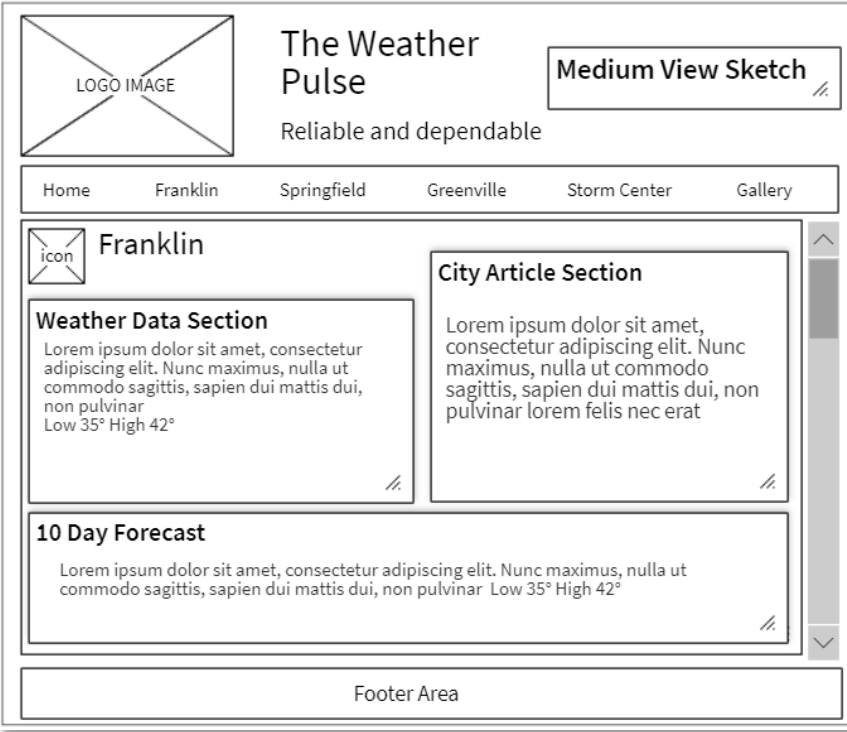 LOGO IMAGE
The Weather
Pulse
Reliable and dependable
Medium View Sketch
Home Franklin Springfield Greenville Storm Center Gallery
icon
Franklin
Weather Data Section
Lorem ipsum dolor sit amet, consectetur
adipiscing elit. Nunc maximus, nulla ut
commodo sagittis, sapien dui mattis dui,
non pulvinar
Low 35° High 42°
City Article Section
Lorem ipsum dolor sit amet,
consectetur adipiscing elit. Nunc
maximus, nulla ut commodo
sagittis, sapien dui mattis dui, non
pulvinar lorem felis nec erat
10 Day Forecast
Lorem ipsum dolor sit amet, consectetur adipiscing elit. Nunc maximus, nulla ut
commodo sagittis, sapien dui mattis dui, non pulvinar Low 35° High 42°
Footer Area